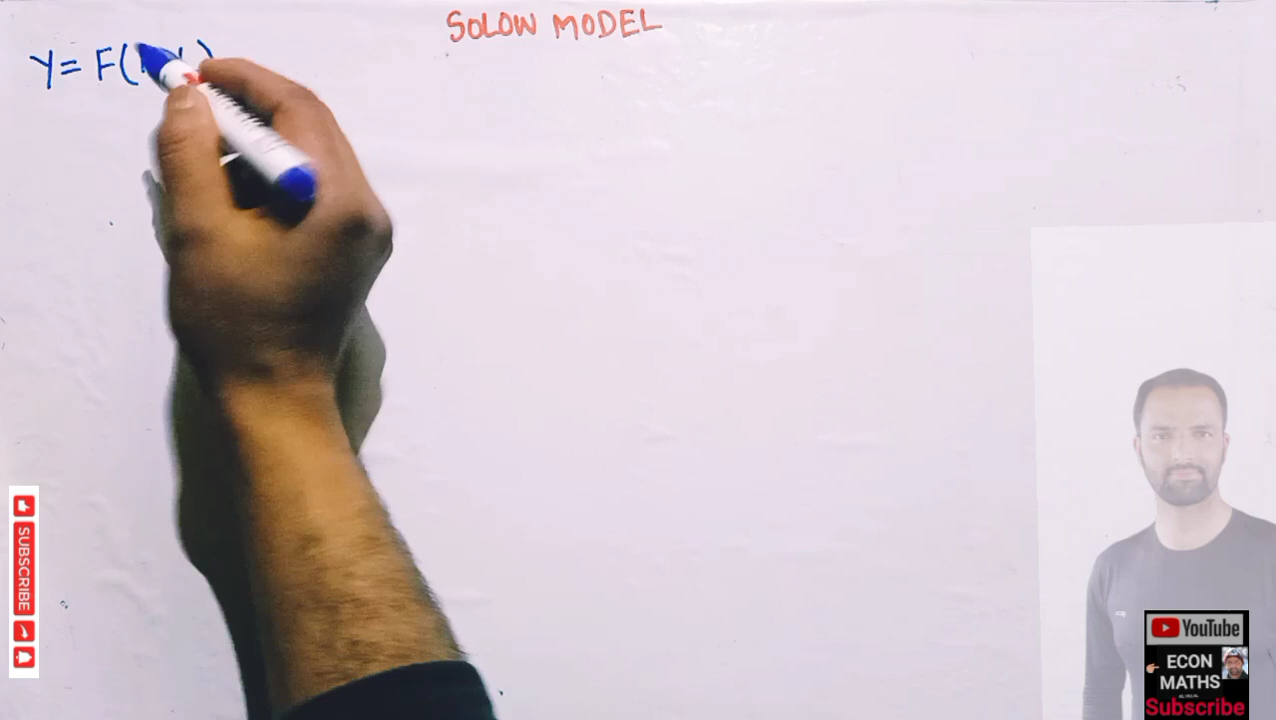 SOLOW MODEL
Y = F(
SUBSCRIBE
YouTube
ECON
MATHS
Subscribe